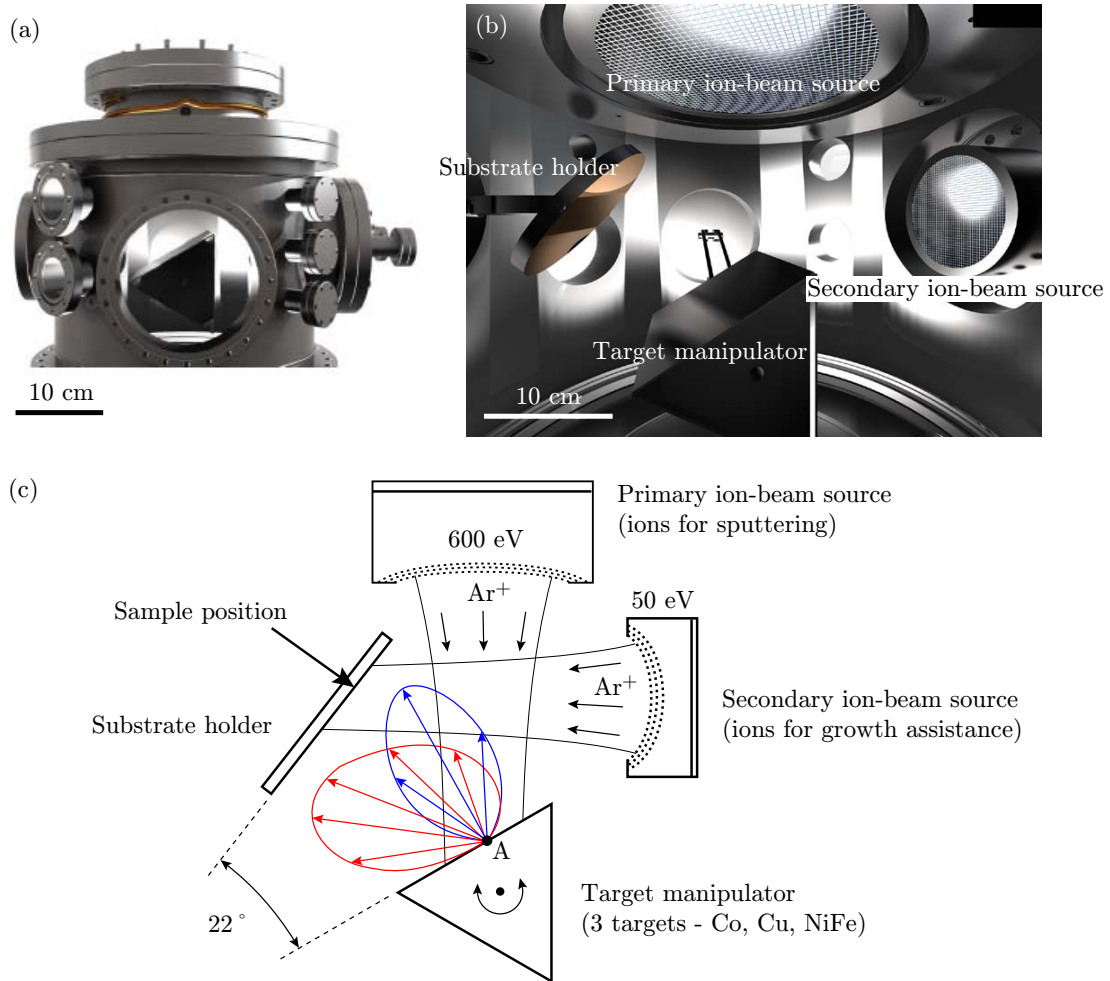 (a)
10 cm
(b)
Primary ion-beam source
Substrate holder
Secondary ion-beam source
Target manipulator
10 cm
(c)
Primary ion-beam source
(ions for sputtering)
600 eV
Ar+
50 eV
Sample position
Ar+
Substrate holder
Secondary ion-beam source
(ions for growth assistance)
A
22°
Target manipulator
(3 targets - Co, Cu, NiFe)